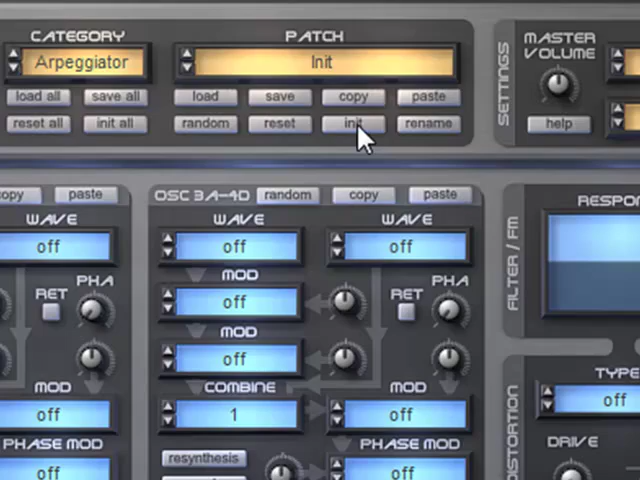 CATEGORY PATCH MASTER VOLUME
Arpeggiator Init
load all save all load save copy paste
reset all init all random reset init rename help
SETTINGS
opy paste OSC 3A-4D random copy paste
WAVE WAVE WAVE RESPON
off off off
MOD
RET PHA off RET PHA
FILTER / FM
MOD
off
MOD COMBINE MOD TYPE
off 1 off off
PHASE MOD PHASE MOD DRIVE
resynthesis
off off
DISTORTION